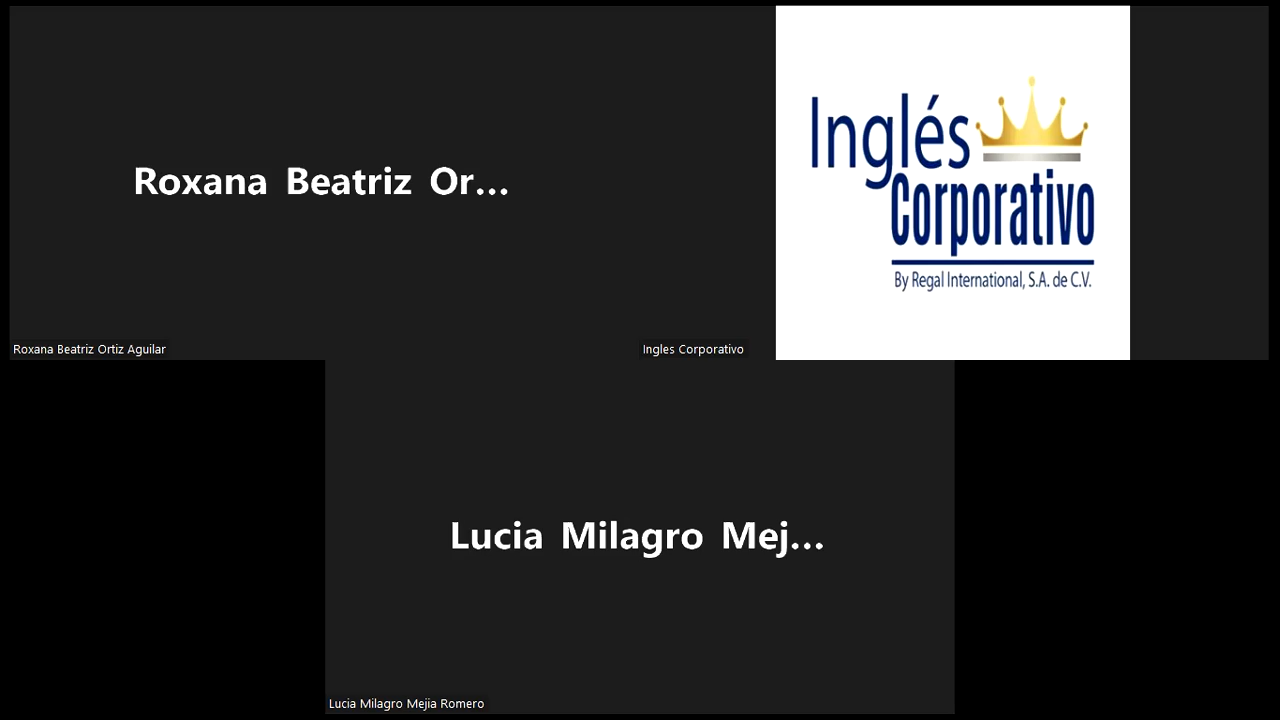 Roxana Beatriz Or...
Roxana Beatriz Ortiz Aguilar
Inglés
Corporativo
By Regal International, S.A. de C.V.
Ingles Corporativo
Lucia Milagro Mej...
Lucia Milagro Mejia Romero